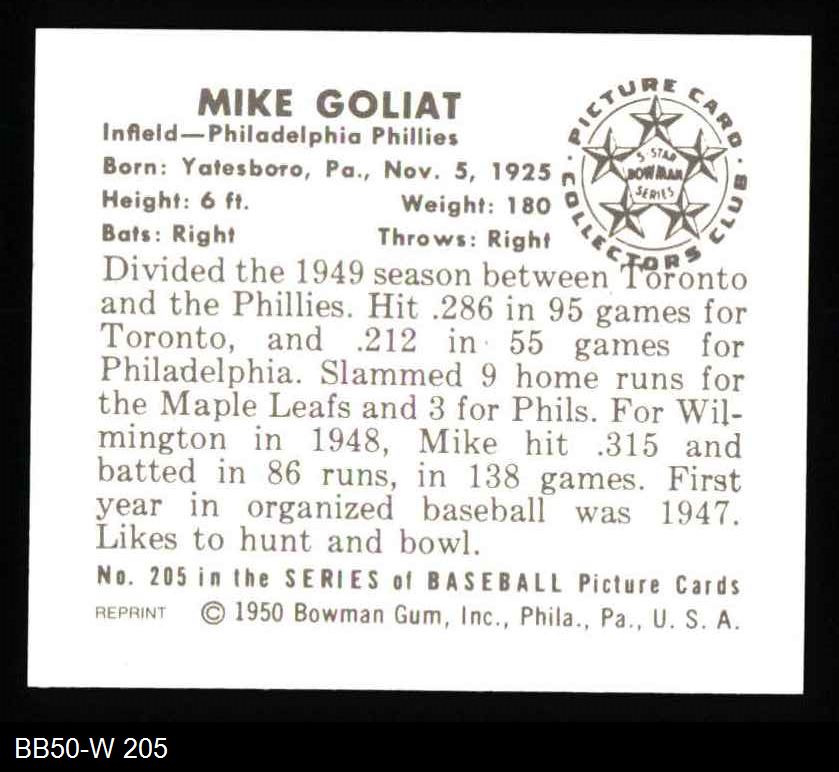 MIKE GOLIAT
Infield—Philadelphia Phillies
Born: Yatesboro, Pa., Nov. 5, 1925
Height: 6 ft. Weight: 180
Bats: Right Throws: Right
PICTURE CARD COLLECTORS CLUB
5-STAR
BOWMAN
SERIES
Divided the 1949 season between Toronto
and the Phillies. Hit .286 in 95 games for
Toronto, and .212 in 55 games for
Philadelphia. Slammed 9 home runs for
the Maple Leafs and 3 for Phils. For Wil-
mington in 1948, Mike hit .315 and
batted in 86 runs, in 138 games. First
year in organized baseball was 1947.
Likes to hunt and bowl.
No. 205 in the SERIES of BASEBALL Picture Cards
REPRINT © 1950 Bowman Gum, Inc., Phila., Pa., U. S. A.
BB50-W 205